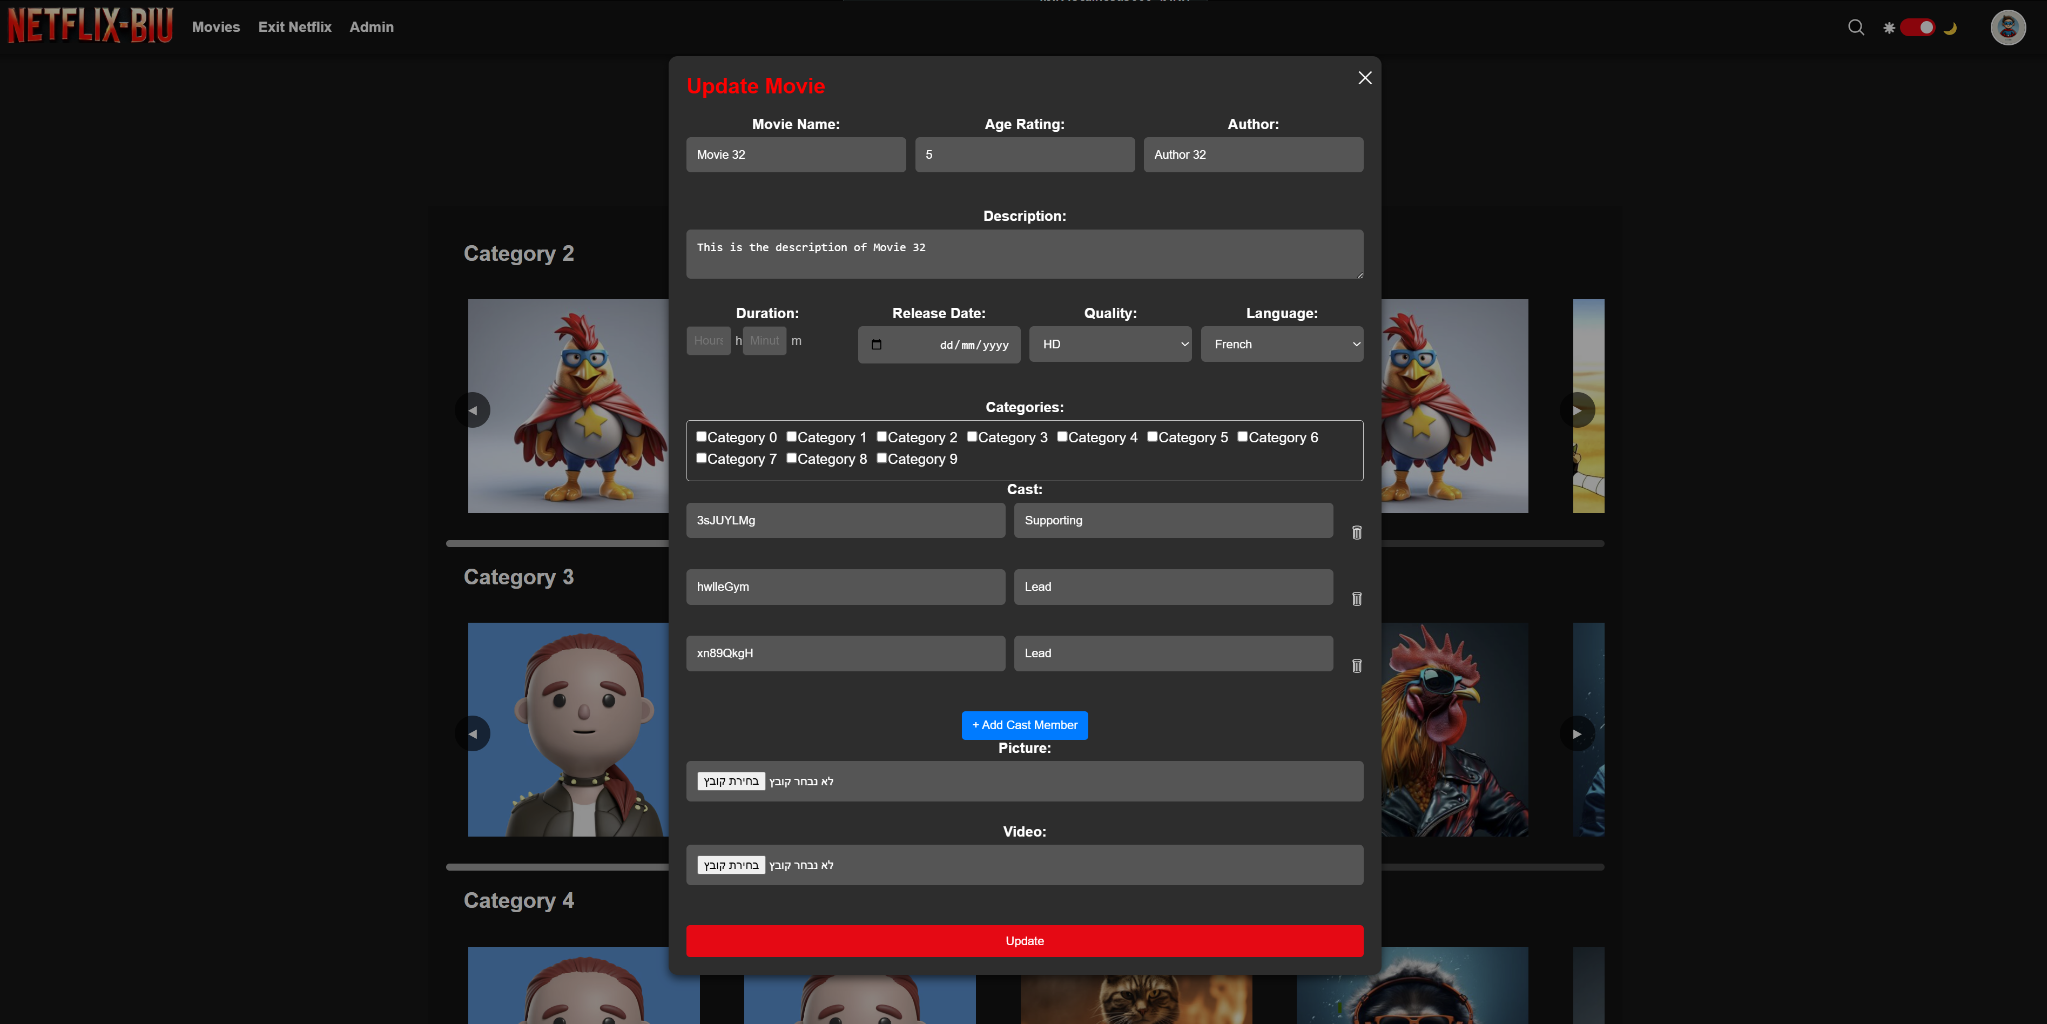 NETFLIX-BIU Movies Exit Netflix Admin
Update Movie
Movie Name: Age Rating: Author:
Movie 32 5 Author 32
Description:
This is the description of Movie 32
Duration: Release Date: Quality: Language:
Hours h Minut m dd/mm/yyyy HD French
Categories:
Category 0 Category 1 Category 2 Category 3 Category 4 Category 5 Category 6
Category 7 Category 8 Category 9
Cast:
3sJUYLMg Supporting
Lead
xn89QkgH Lead
+ Add Cast Member
Picture:
בחירת קובץ לא נבחר קובץ
Video:
בחירת קובץ לא נבחר קובץ
Update
Category 2
Category 3
Category 4